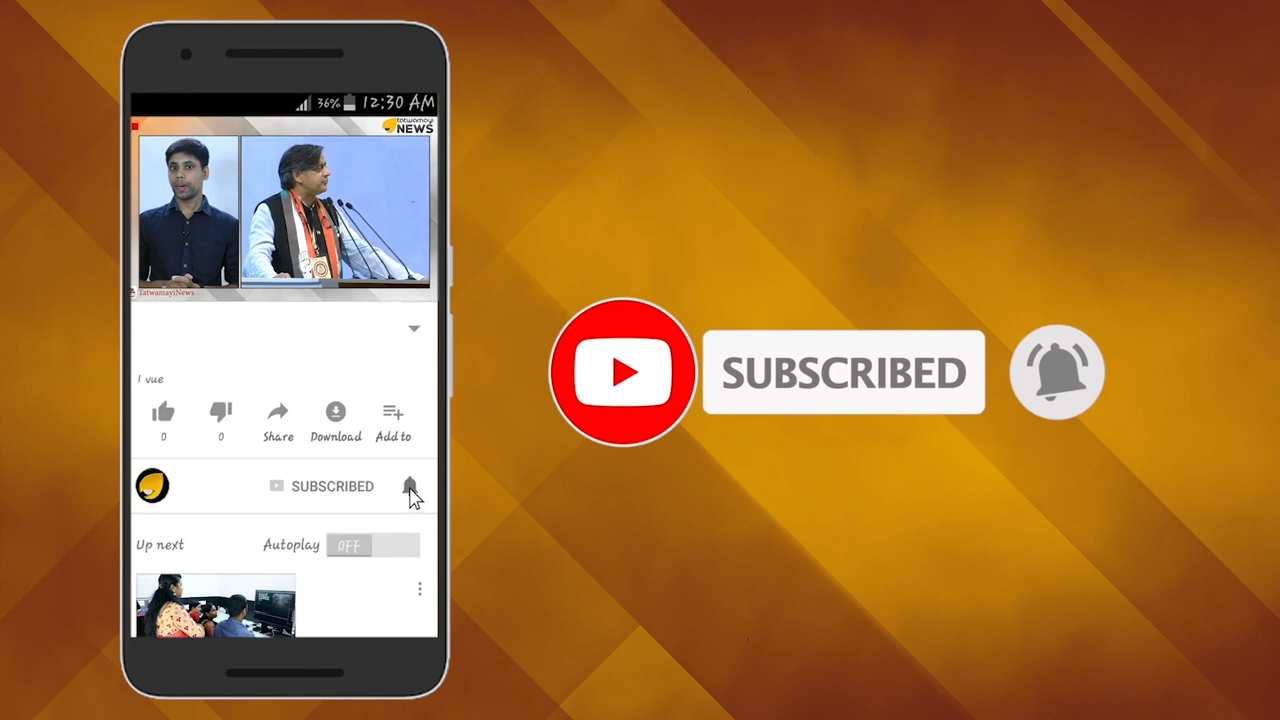 36% 12:30 AM
tatwamayi
NEWS
TatwamayiNews
1 vue
0 0 Share Download Add to
SUBSCRIBED
Up next Autoplay OFF
SUBSCRIBED